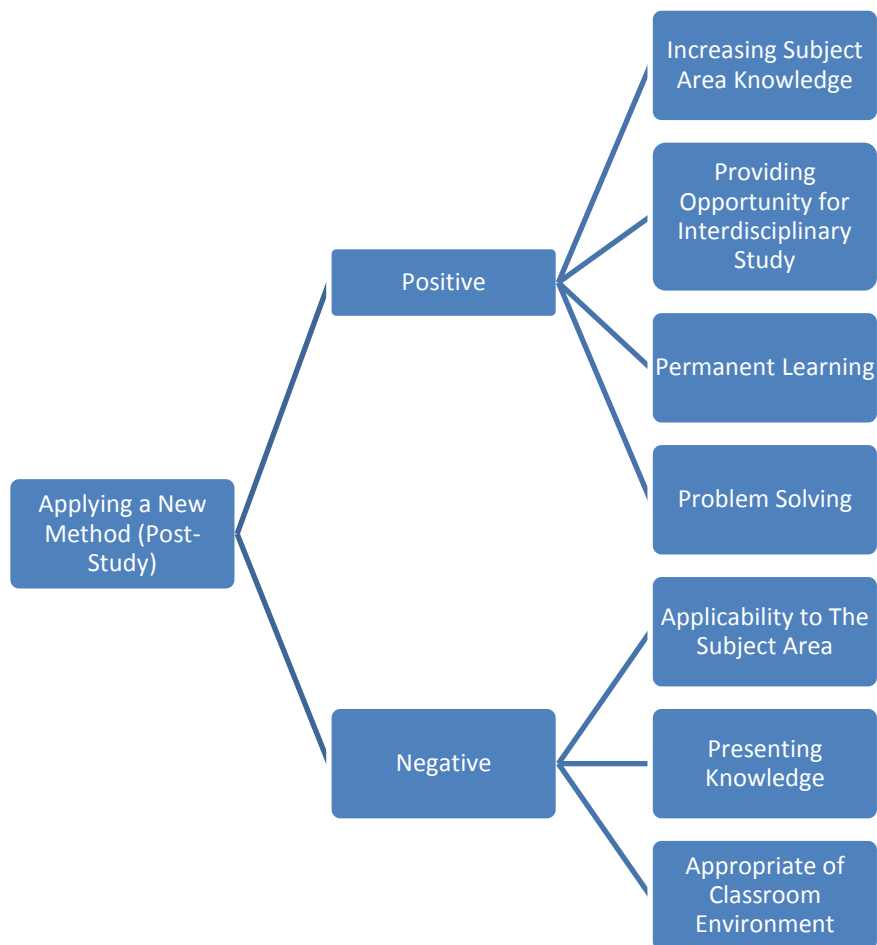 Increasing Subject
Area Knowledge
Providing
Opportunity for
Interdisciplinary
Study
Positive
Permanent Learning
Applying a New
Method (Post-
Study)
Problem Solving
Applicability to The
Subject Area
Negative
Presenting
Knowledge
Appropriate of
Classroom
Environment